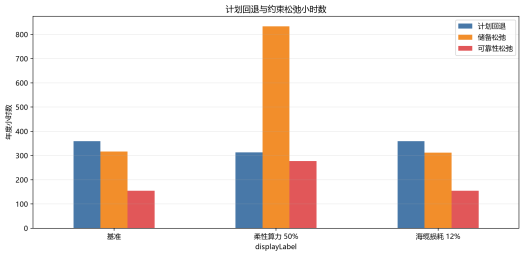 计划回退与约束松弛小时数
计划回退
储备松弛
可靠性松弛
年度小时数
800
700
600
500
400
300
200
100
0
基准
柔性算力 50%
海缆损耗 12%
displayLabel